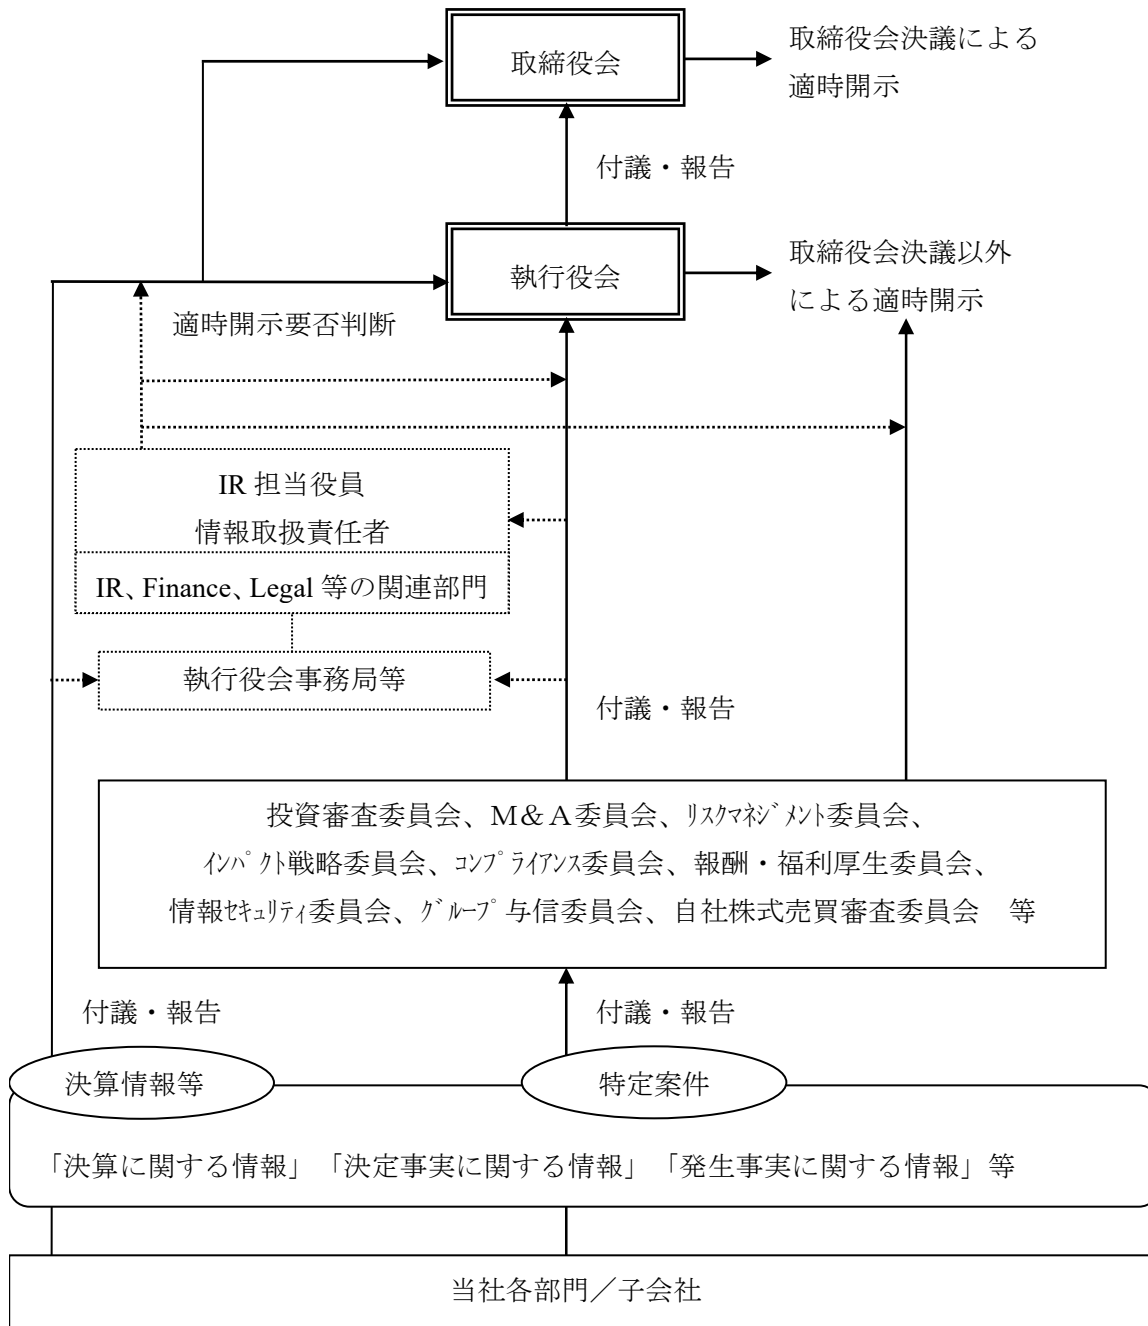 取締役会
取締役会決議による
適時開示
付議・報告
執行役会
取締役会決議以外
による適時開示
適時開示要否判断
IR 担当役員
情報取扱責任者
IR、Finance、Legal 等の関連部門
執行役会事務局等
付議・報告
投資審査委員会、M&A委員会、ﾘｽｸﾏﾈｼﾞﾒﾝﾄ委員会、
ｲﾝﾊﾟｸﾄ戦略委員会、ｺﾝﾌﾟﾗｲｱﾝｽ委員会、報酬・福利厚生委員会、
情報ｾｷｭﾘﾃｨ委員会、ｸﾞﾙｰﾌﾟ与信委員会、自社株式売買審査委員会　等
付議・報告
付議・報告
決算情報等
特定案件
「決算に関する情報」「決定事実に関する情報」「発生事実に関する情報」等
当社各部門／子会社